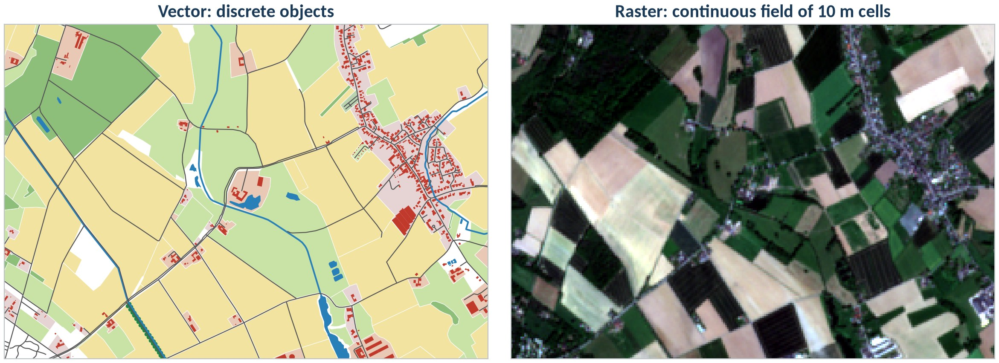 Vector: discrete objects
Raster: continuous field of 10 m cells